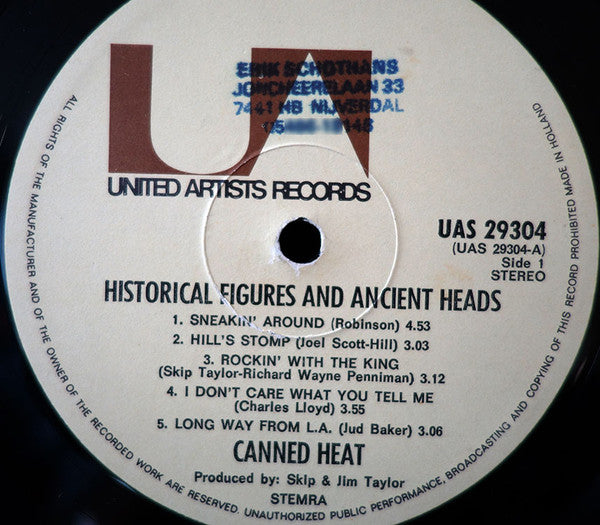 UA
ERIK SCHOTHANS
JONCHEERELAAN 33
7441 HB NIJVERDAL
UNITED ARTISTS RECORDS
UAS 29304
(UAS 29304-A)
Side 1
STEREO
HISTORICAL FIGURES AND ANCIENT HEADS
1. SNEAKIN' AROUND (Robinson) 4.53
2. HILL'S STOMP (Joel Scott-Hill) 3.03
3. ROCKIN' WITH THE KING
(Skip Taylor-Richard Wayne Penniman) 3.12
4. I DON'T CARE WHAT YOU TELL ME
(Charles Lloyd) 3.55
5. LONG WAY FROM L.A. (Jud Baker) 3.06
CANNED HEAT
Produced by: Skip & Jim Taylor
STEMRA
ALL RIGHTS OF THE MANUFACTURER AND OF THE OWNER OF THE RECORDED WORK ARE RESERVED. UNAUTHORIZED PUBLIC PERFORMANCE, BROADCASTING AND COPYING OF THIS RECORD PROHIBITED MADE IN HOLLAND